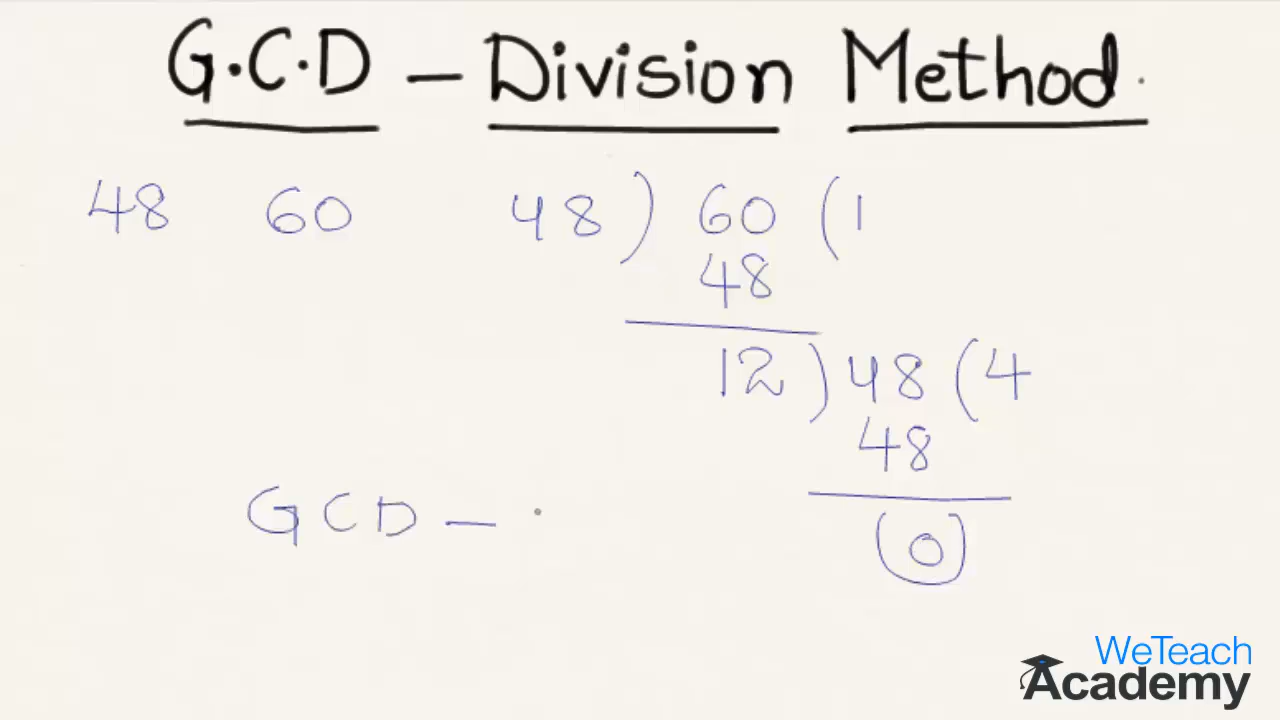 G.C.D – Division Method.
48 60 48 ) 60 ( 1
48
12 ) 48 ( 4
48
GCD – (0)
WeTeach
Academy